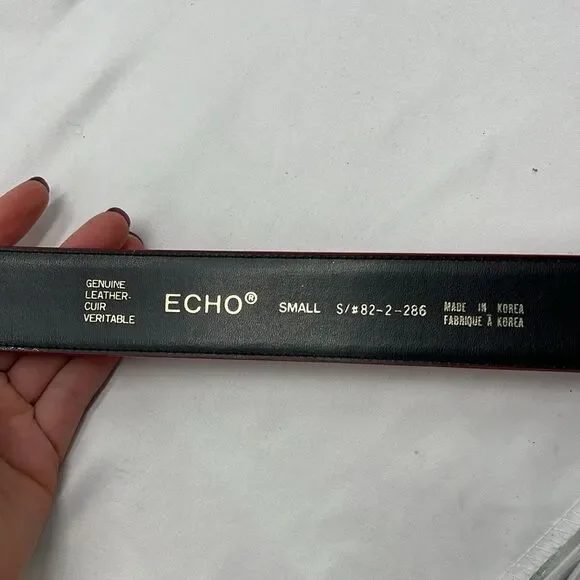 GENUINE
LEATHER-
CUIR
VERITABLE
ECHO® SMALL S/#82-2-286
MADE IN KOREA
FABRIQUE À KOREA